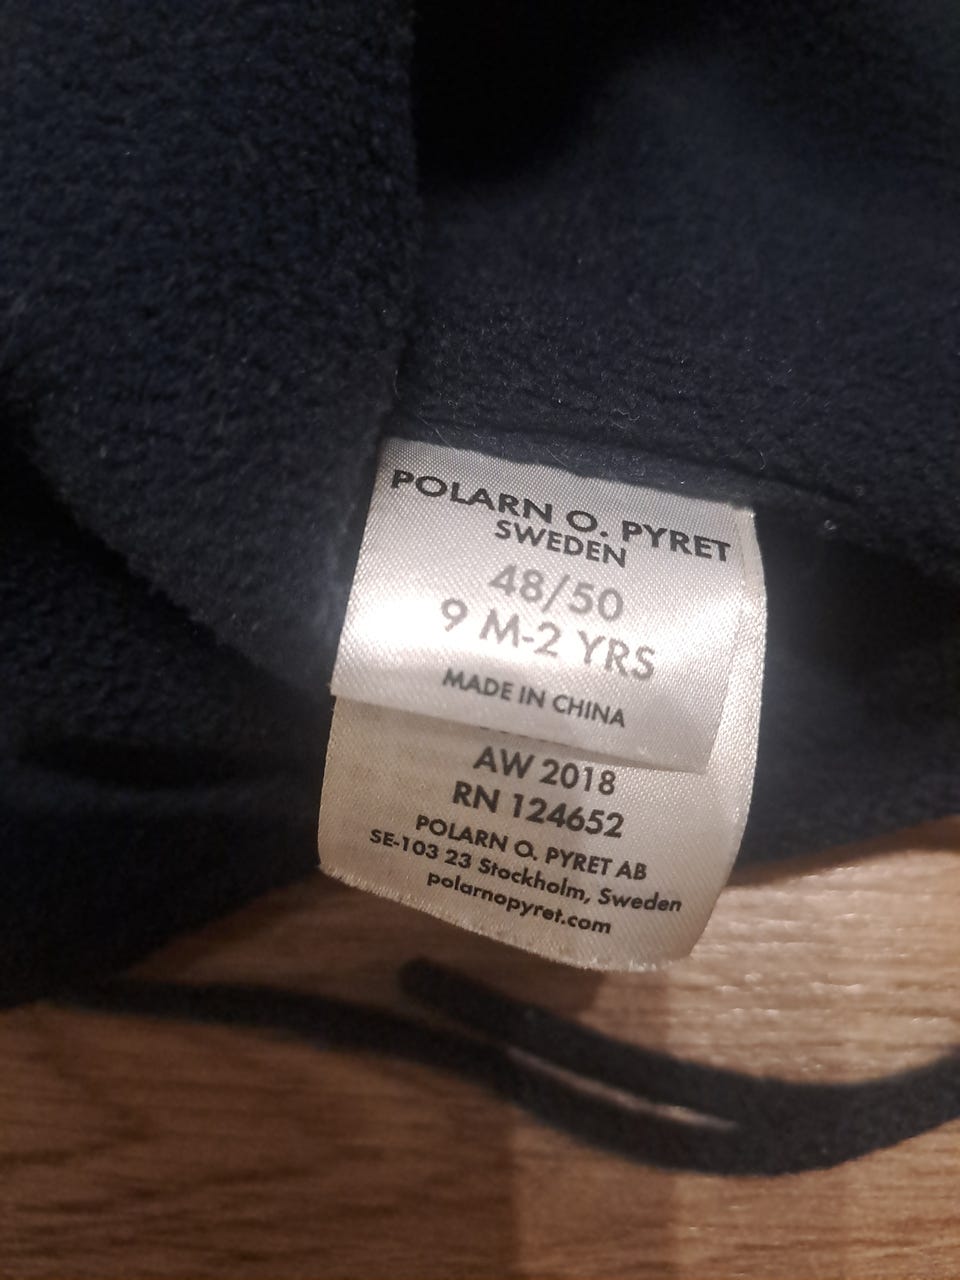 POLARN O. PYRET
SWEDEN
48/50
9 M-2 YRS
MADE IN CHINA
AW 2018
RN 124652
POLARN O. PYRET AB
SE-103 23 Stockholm, Sweden
polarnopyret.com